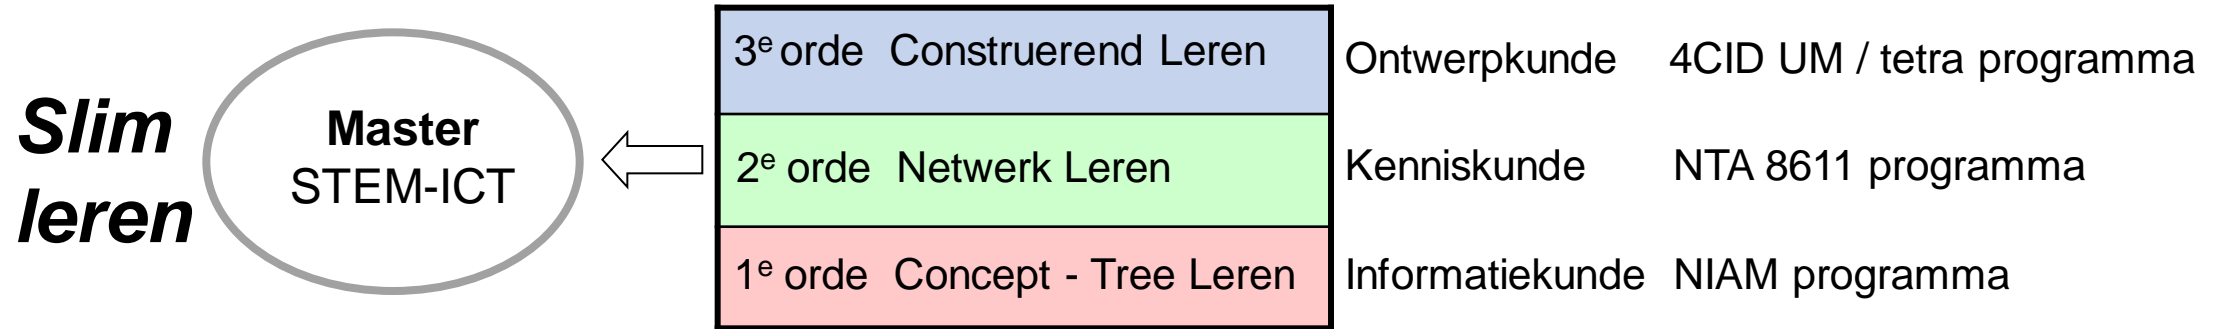 Slim
leren
Master
STEM-ICT
3e orde Construerend Leren Ontwerpkunde 4CID UM / tetra programma
2e orde Netwerk Leren Kenniskunde NTA 8611 programma
1e orde Concept - Tree Leren Informatiekunde NIAM programma